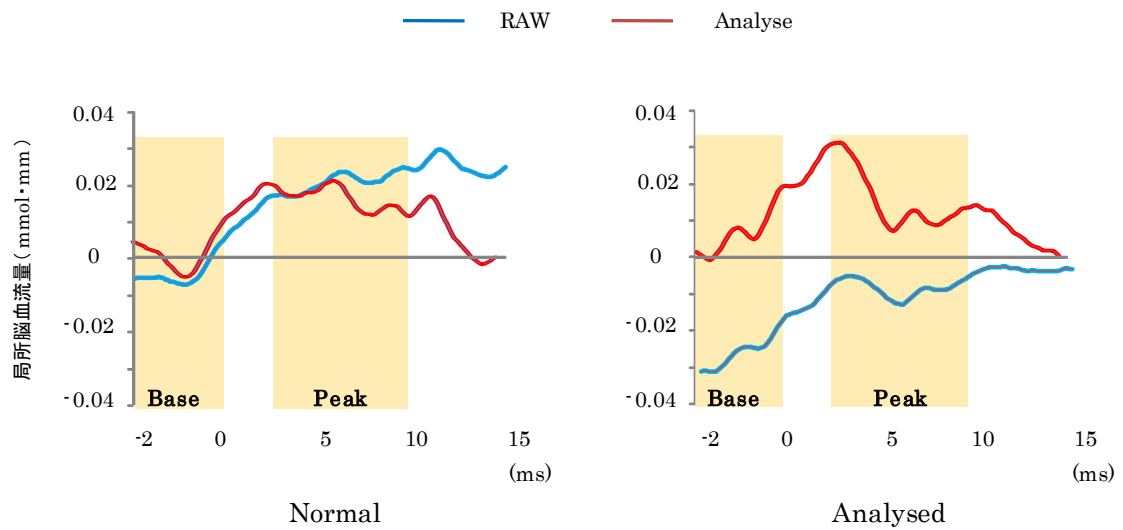 RAW Analyse
局所脳血流量 ( mmol・mm)
0.04
0.02
0
-0.02
-0.04
Base Peak
-2 0 5 10 15
(ms)
Normal
0.04
0.02
0
-0.02
-0.04
Base Peak
-2 0 5 10 15
(ms)
Analysed